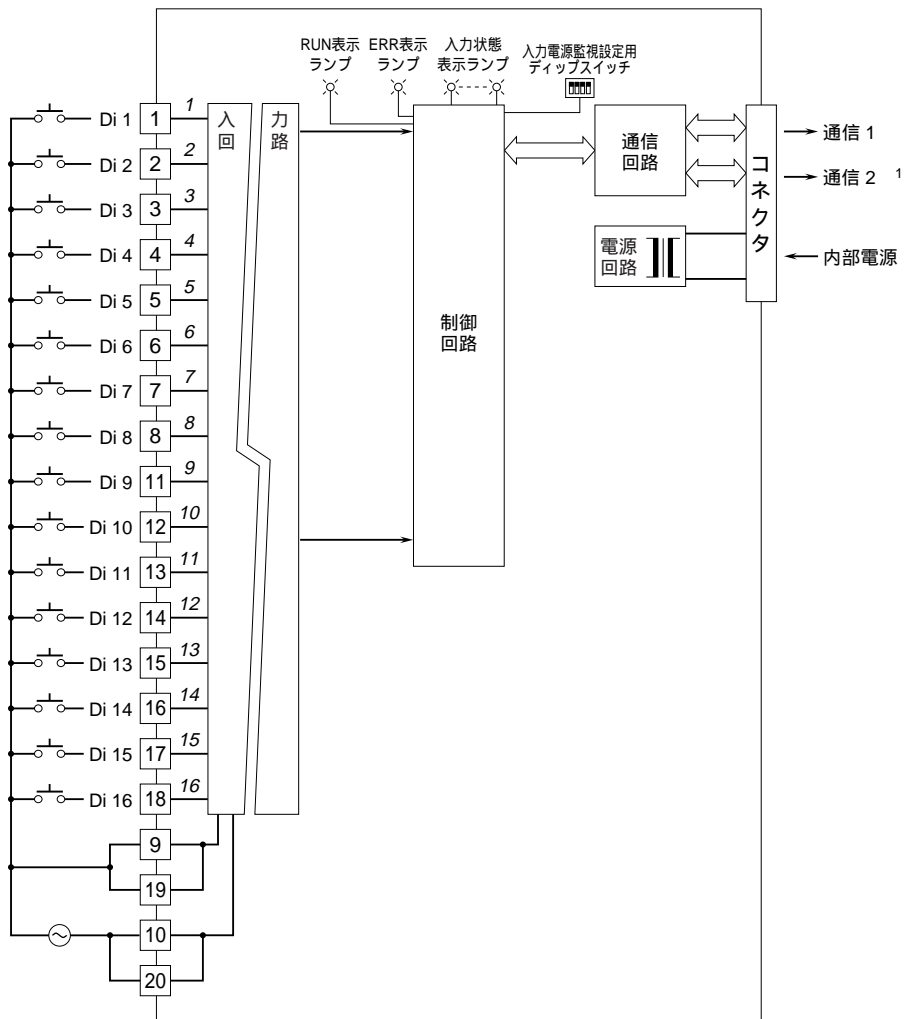 RUN表示
ランプ
ERR表示
ランプ
入力状態
表示ランプ
入力電源監視設定用
ディップスイッチ
Di 1 1 1
Di 2 2 2
Di 3 3 3
Di 4 4 4
Di 5 5 5
Di 6 6 6
Di 7 7 7
Di 8 8 8
Di 9 11 9
Di 10 12 10
Di 11 13 11
Di 12 14 12
Di 13 15 13
Di 14 16 14
Di 15 17 15
Di 16 18 16
9
19
10
20
入力
回路
制御
回路
通信
回路
電源
回路
コネクタ
通信 1
通信 2 1
内部電源